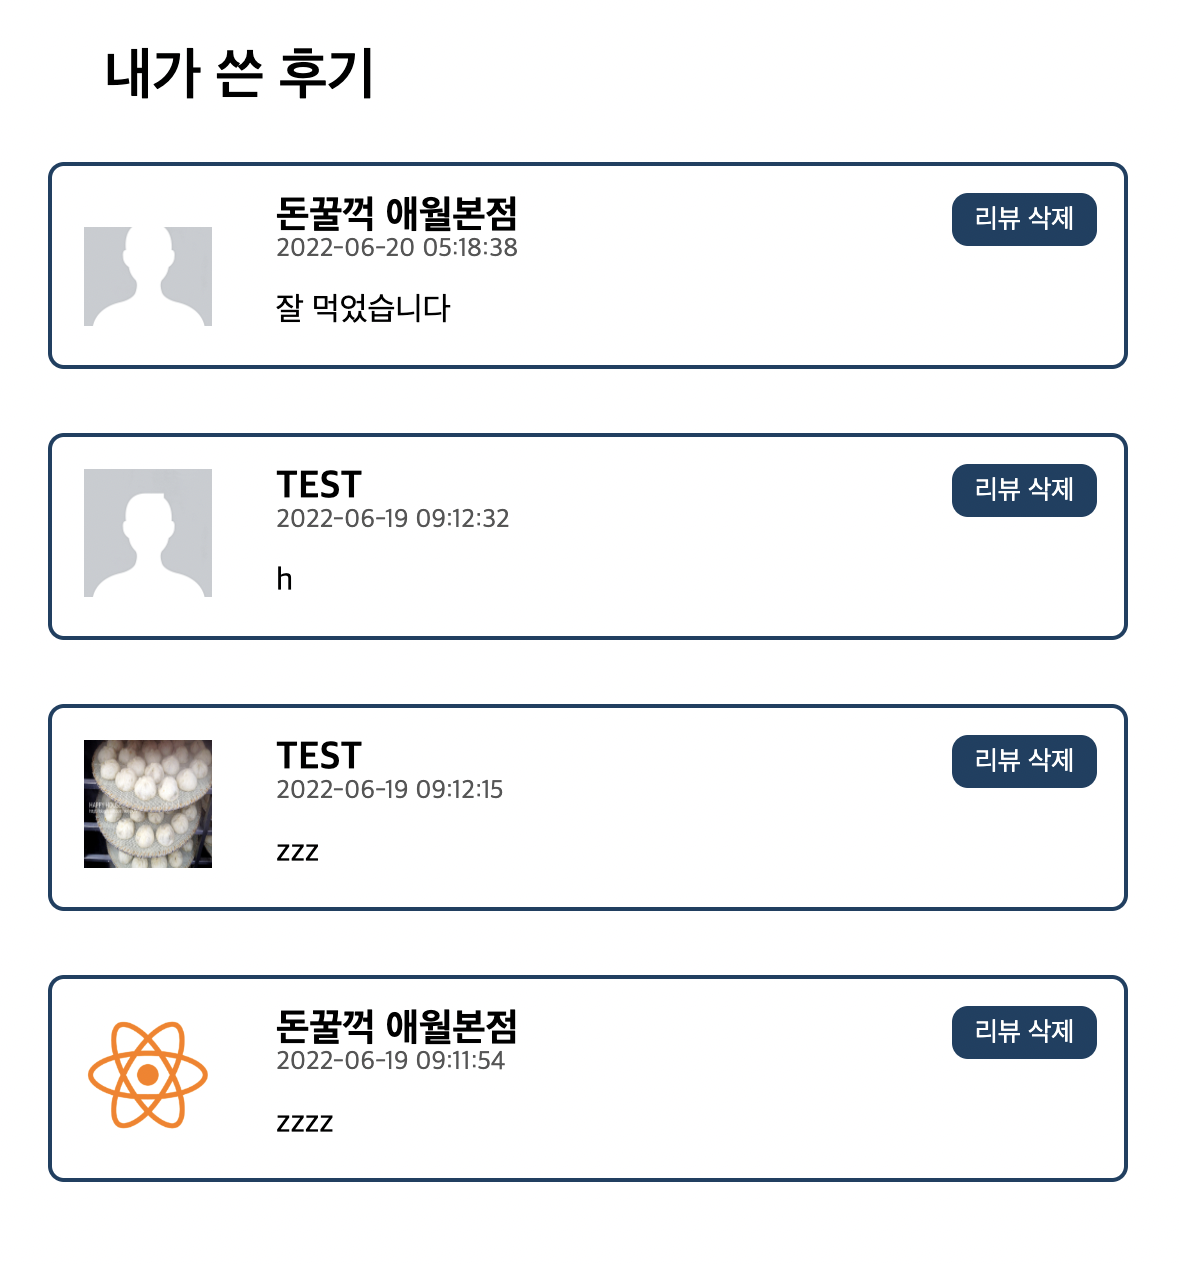 내가 쓴 후기
돈꿀꺽 애월본점
리뷰 삭제
2022-06-20 05:18:38
잘 먹었습니다
TEST
리뷰 삭제
2022-06-19 09:12:32
h
TEST
리뷰 삭제
2022-06-19 09:12:15
zzz
돈꿀꺽 애월본점
리뷰 삭제
2022-06-19 09:11:54
zzzz